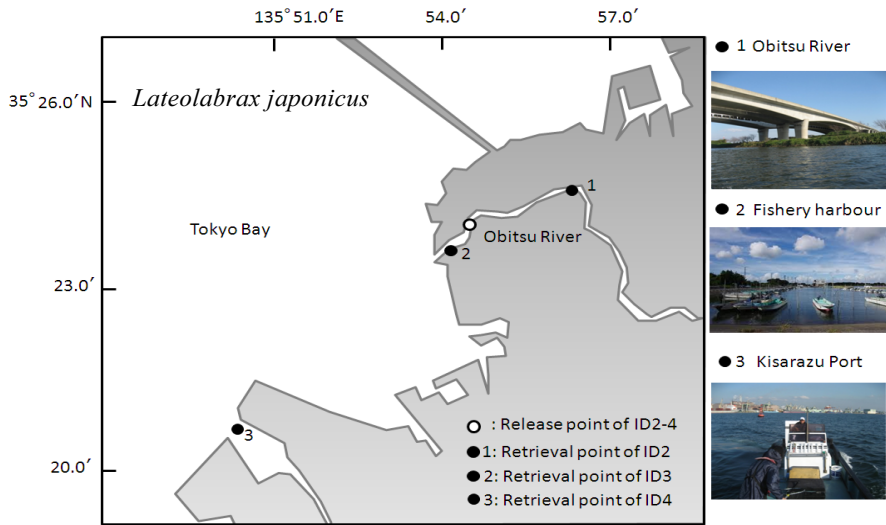 135°51.0′E
54.0′
57.0′
35°26.0′N
23.0′
20.0′
Lateolabrax japonicus
Tokyo Bay
Obitsu River
1
2
3
: Release point of ID2-4
1: Retrieval point of ID2
2: Retrieval point of ID3
3: Retrieval point of ID4
1 Obitsu River
2 Fishery harbour
3 Kisarazu Port